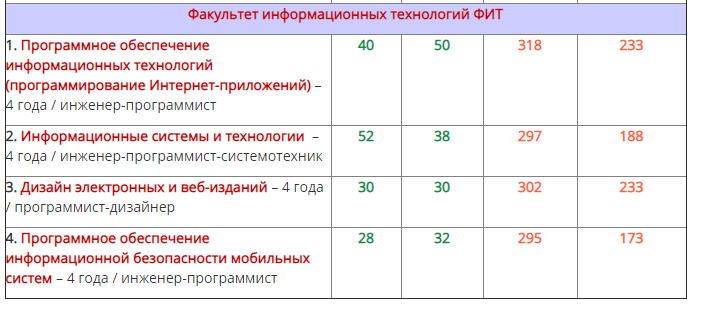 Факультет информационных технологий ФИТ
1. Программное обеспечение
информационных технологий
(программирование Интернет-приложений) –
4 года / инженер-программист
40 50 318 233
2. Информационные системы и технологии –
4 года / инженер-программист-системотехник
52 38 297 188
3. Дизайн электронных и веб-изданий – 4 года
/ программист-дизайнер
30 30 302 233
4. Программное обеспечение
информационной безопасности мобильных
систем – 4 года / инженер-программист
28 32 295 173